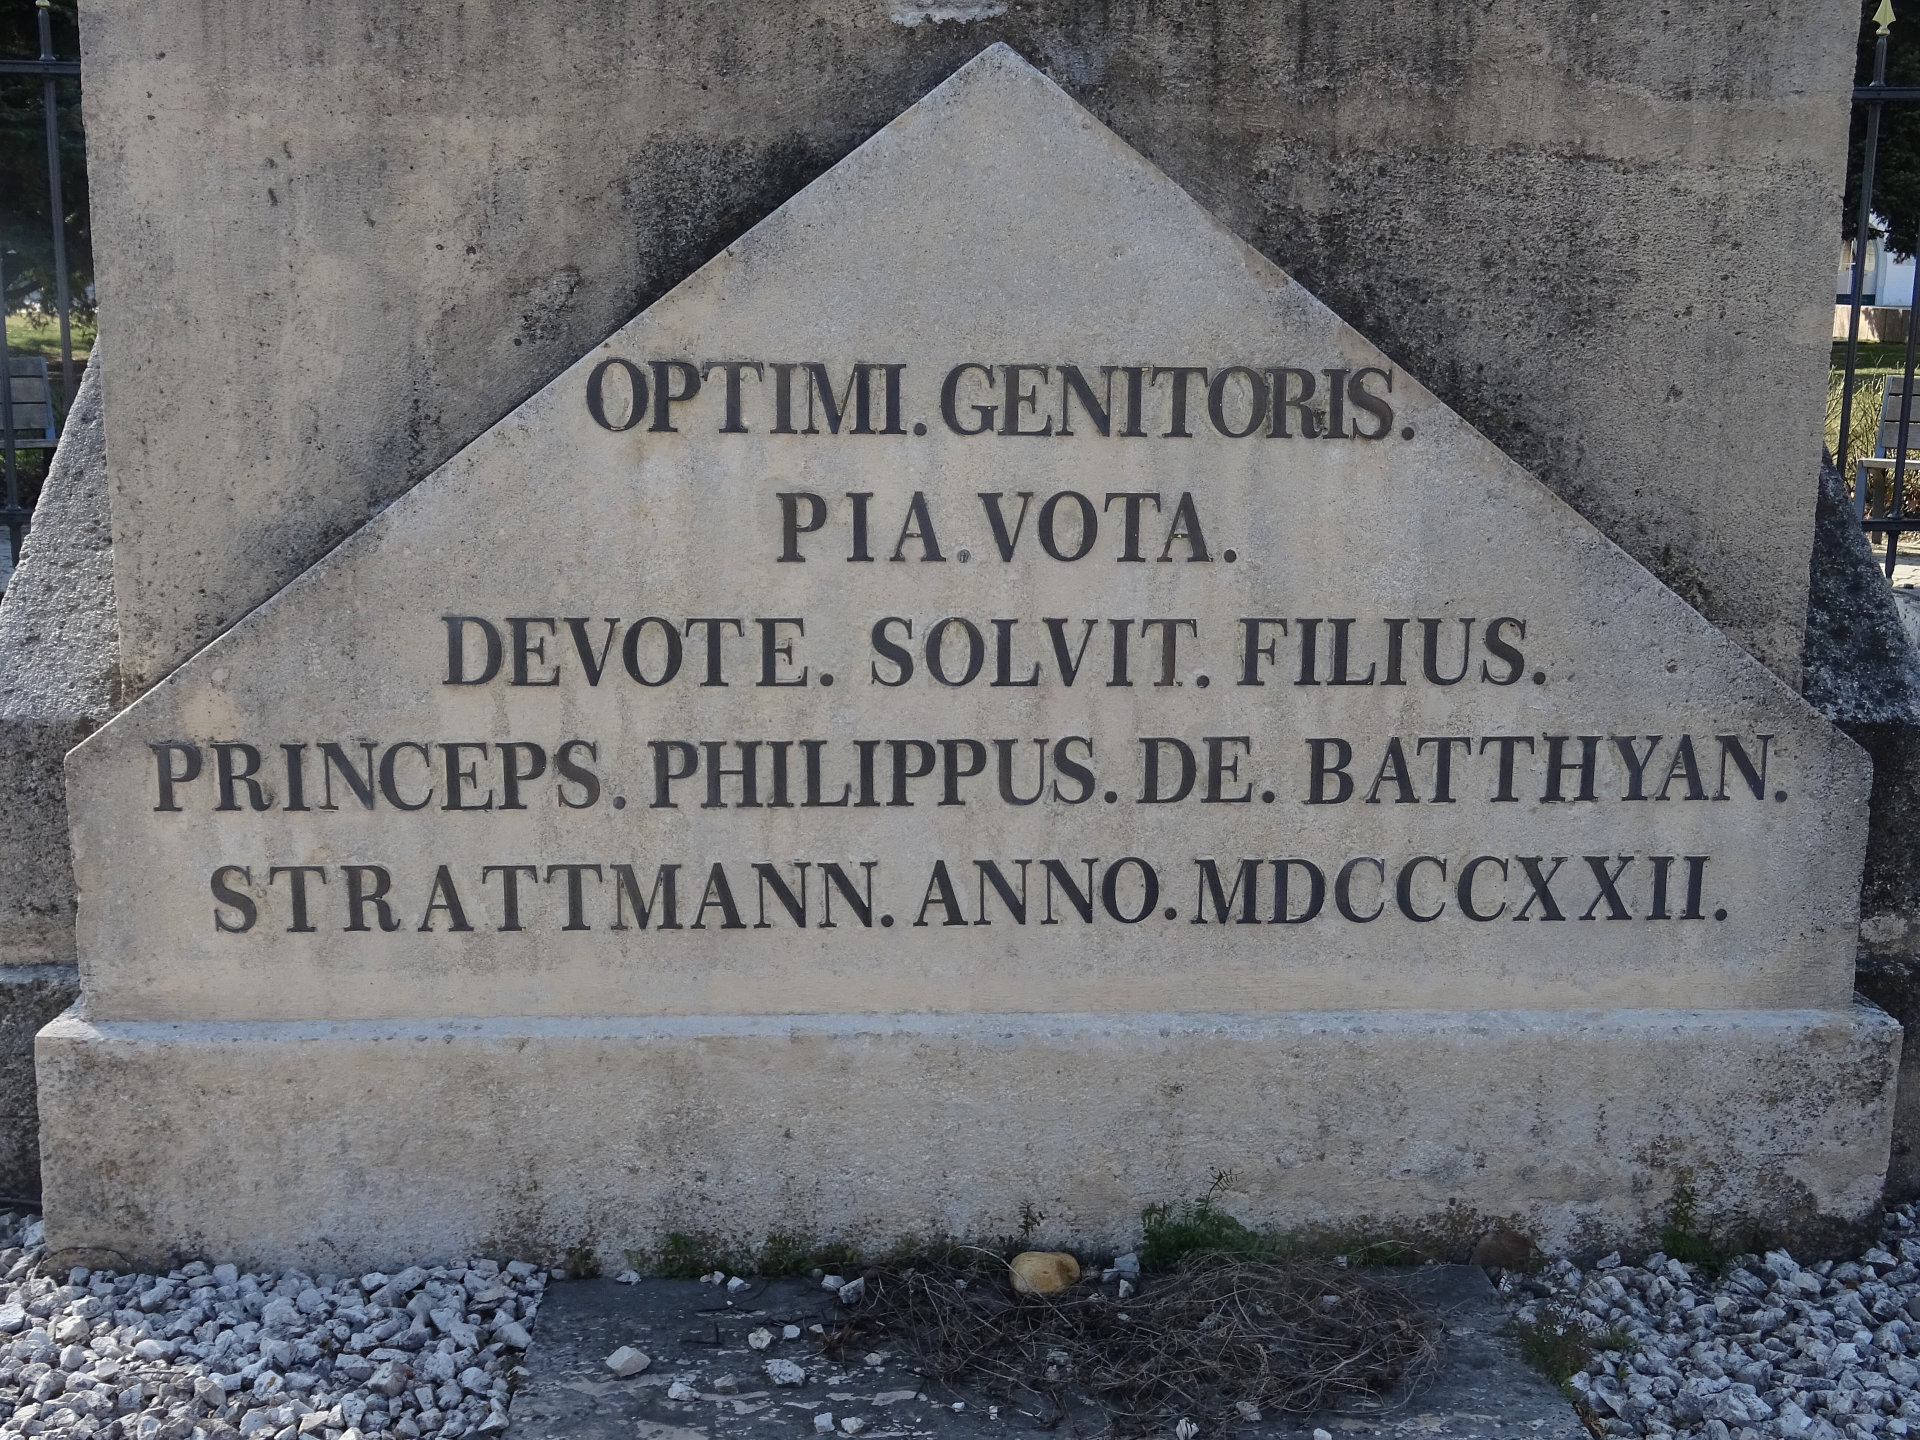 OPTIMI. GENITORIS.
PIA. VOTA.
DEVOTE. SOLVIT. FILIUS.
PRINCEPS. PHILIPPUS. DE. BATTHYAN.
STRATTMANN. ANNO. MDCCCXXII.